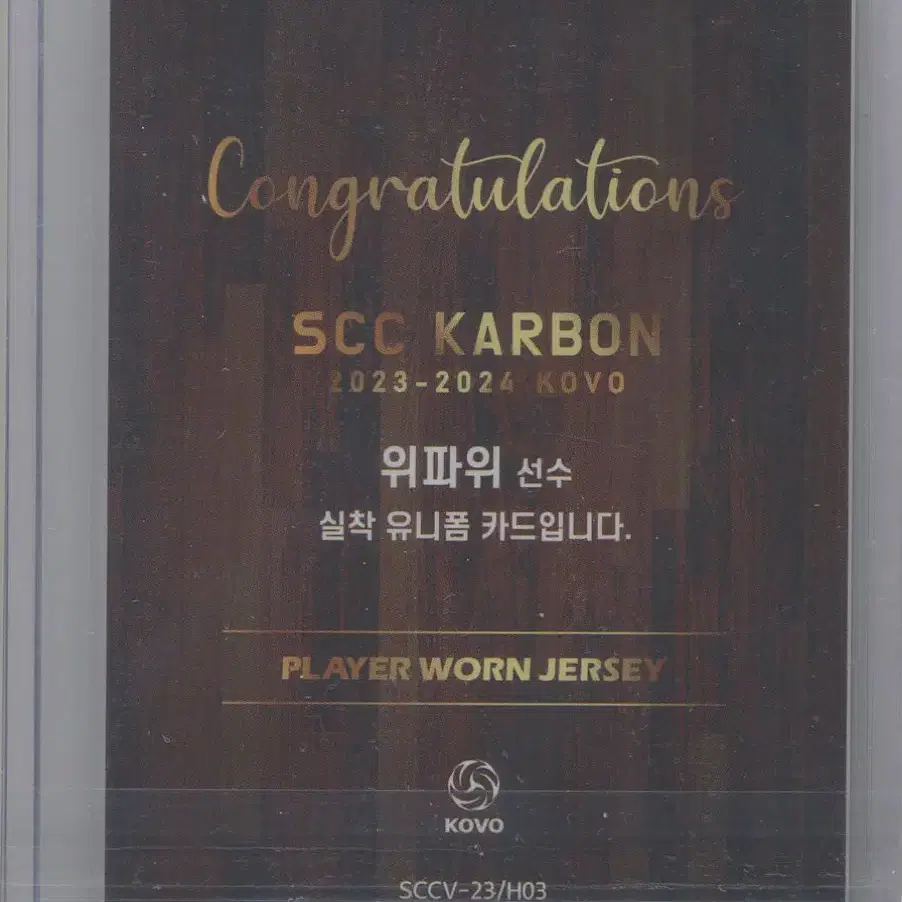 Congratulations
SCC KARBON
2023-2024 KOVO
위파위 선수
실착 유니폼 카드입니다.
PLAYER WORN JERSEY
KOVO
SCCV-23/H03